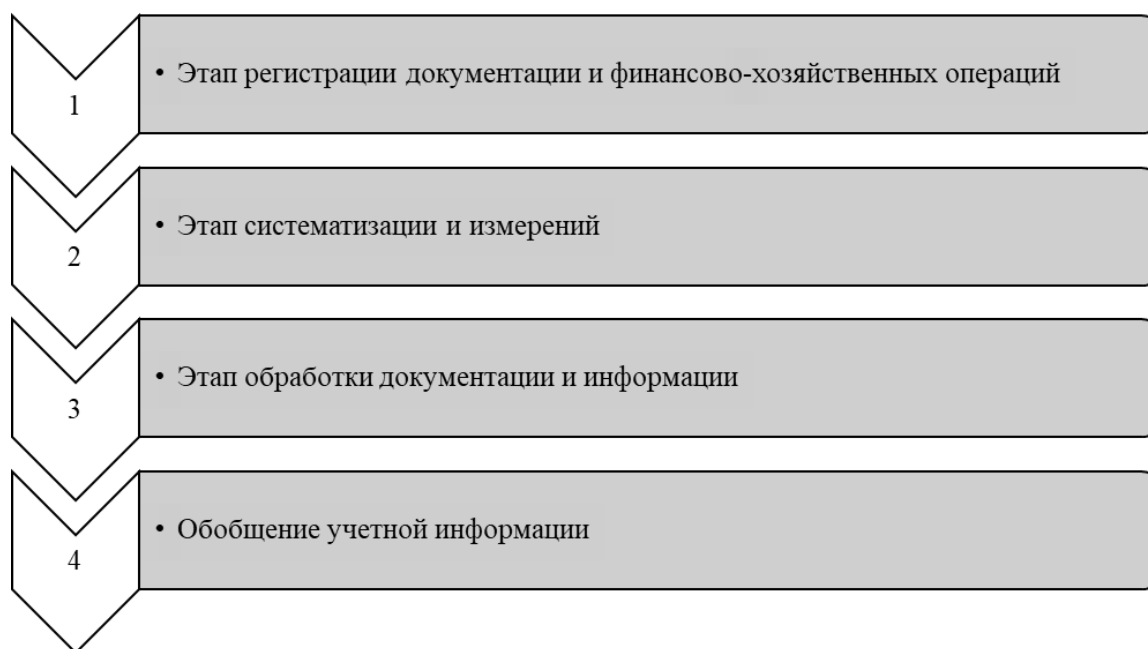 1
• Этап регистрации документации и финансово-хозяйственных операций
2
• Этап систематизации и измерений
3
• Этап обработки документации и информации
4
• Обобщение учетной информации